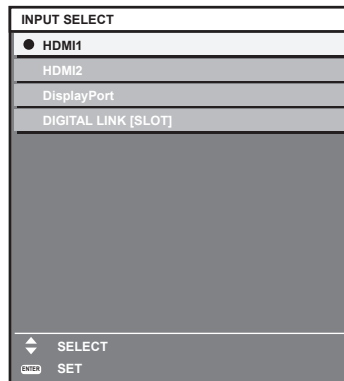 INPUT SELECT
HDMI1
HDMI2
DisplayPort
DIGITAL LINK [SLOT]
SELECT
ENTER SET